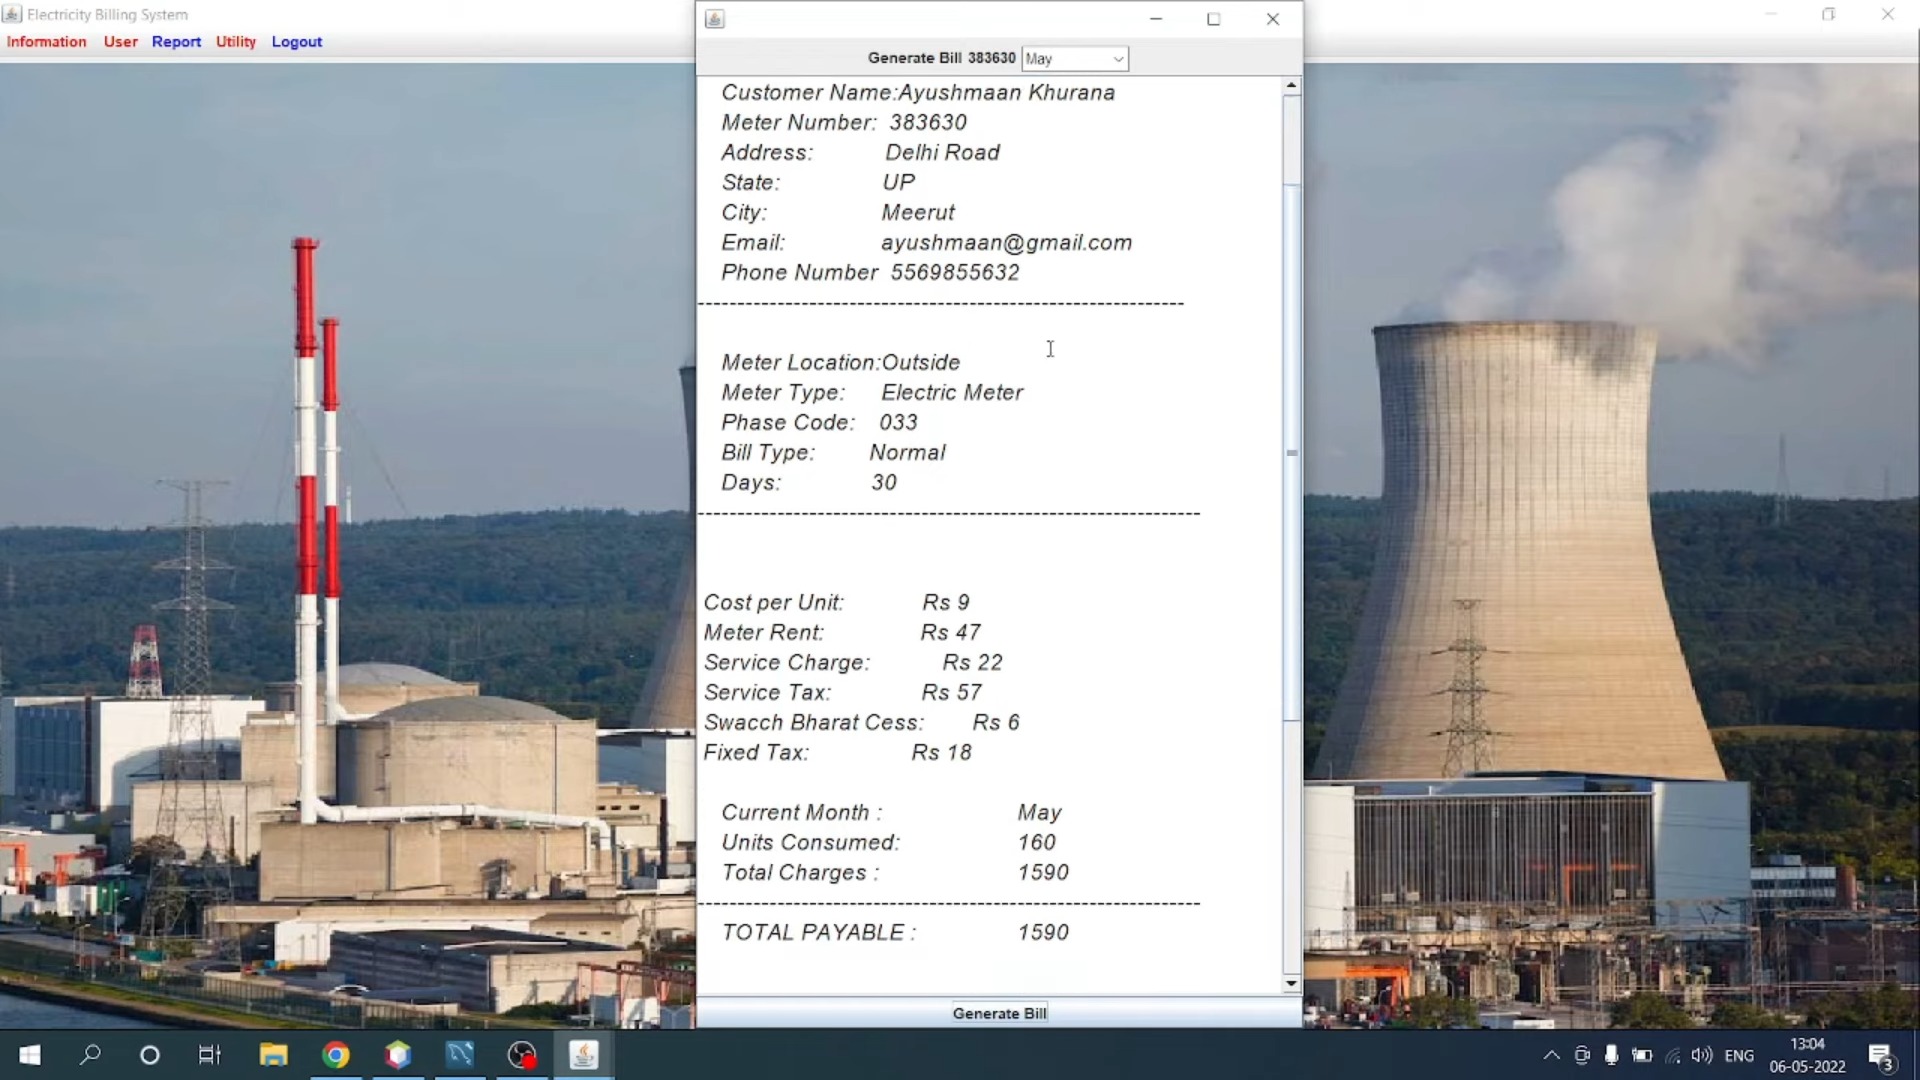 Electricity Billing System
Information User Report Utility Logout
Generate Bill 383630 May
Customer Name:Ayushmaan Khurana
Meter Number: 383630
Address: Delhi Road
State: UP
City: Meerut
Email: ayushmaan@gmail.com
Phone Number 5569855632
Meter Location:Outside
Meter Type: Electric Meter
Phase Code: 033
Bill Type: Normal
Days: 30
Cost per Unit: Rs 9
Meter Rent: Rs 47
Service Charge: Rs 22
Service Tax: Rs 57
Swacch Bharat Cess: Rs 6
Fixed Tax: Rs 18
Current Month : May
Units Consumed: 160
Total Charges : 1590
TOTAL PAYABLE : 1590
Generate Bill
ENG
13:04
06-05-2022
3